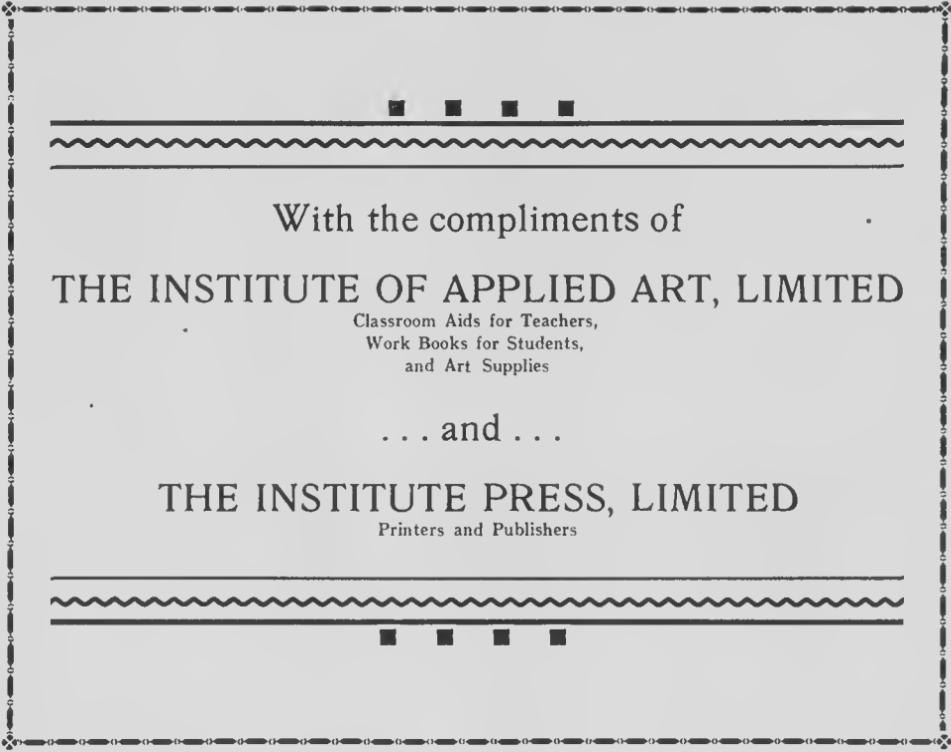 With the compliments of
THE INSTITUTE OF APPLIED ART, LIMITED
Classroom Aids for Teachers,
Work Books for Students,
and Art Supplies
... and ...
THE INSTITUTE PRESS, LIMITED
Printers and Publishers